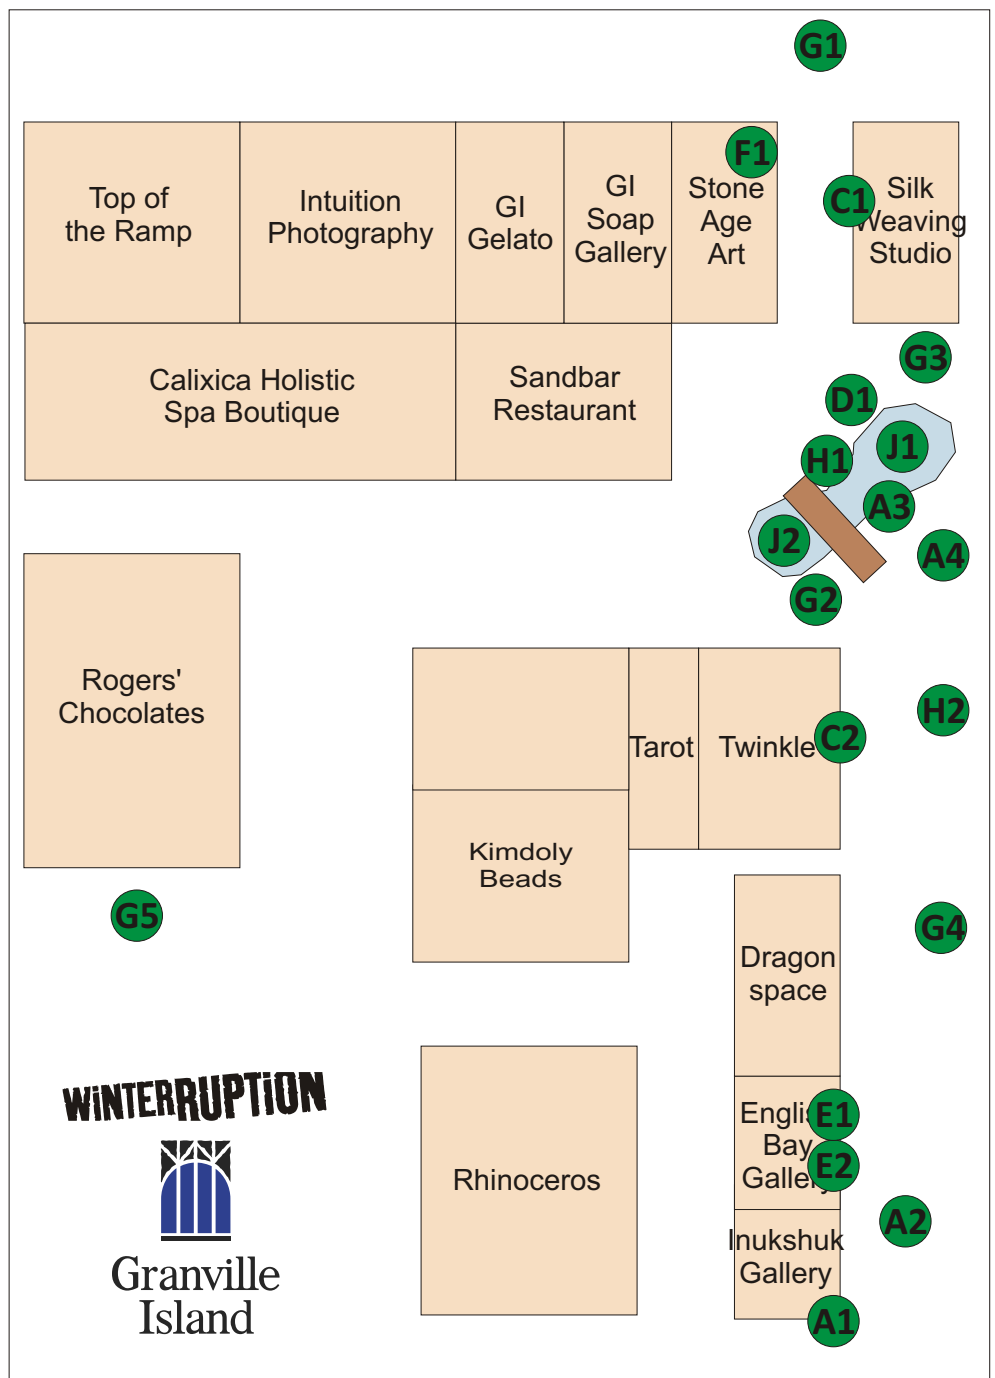 G1
F1
Top of
the Ramp
Intuition
Photography
GI
Gelato
GI
Soap
Gallery
Stone
Age
Art
C1
Silk
Weaving
Studio
G3
Calixica Holistic
Spa Boutique
Sandbar
Restaurant
D1
J1
H1
A3
J2
A4
G2
Rogers'
Chocolates
Tarot
Twinkle
C2
H2
Kimdoly
Beads
G5
G4
Dragon
space
WiNTERRUPTiON
E1
English
Bay
Gallery
E2
Rhinoceros
A2
Inukshuk
Gallery
A1
Granville
Island